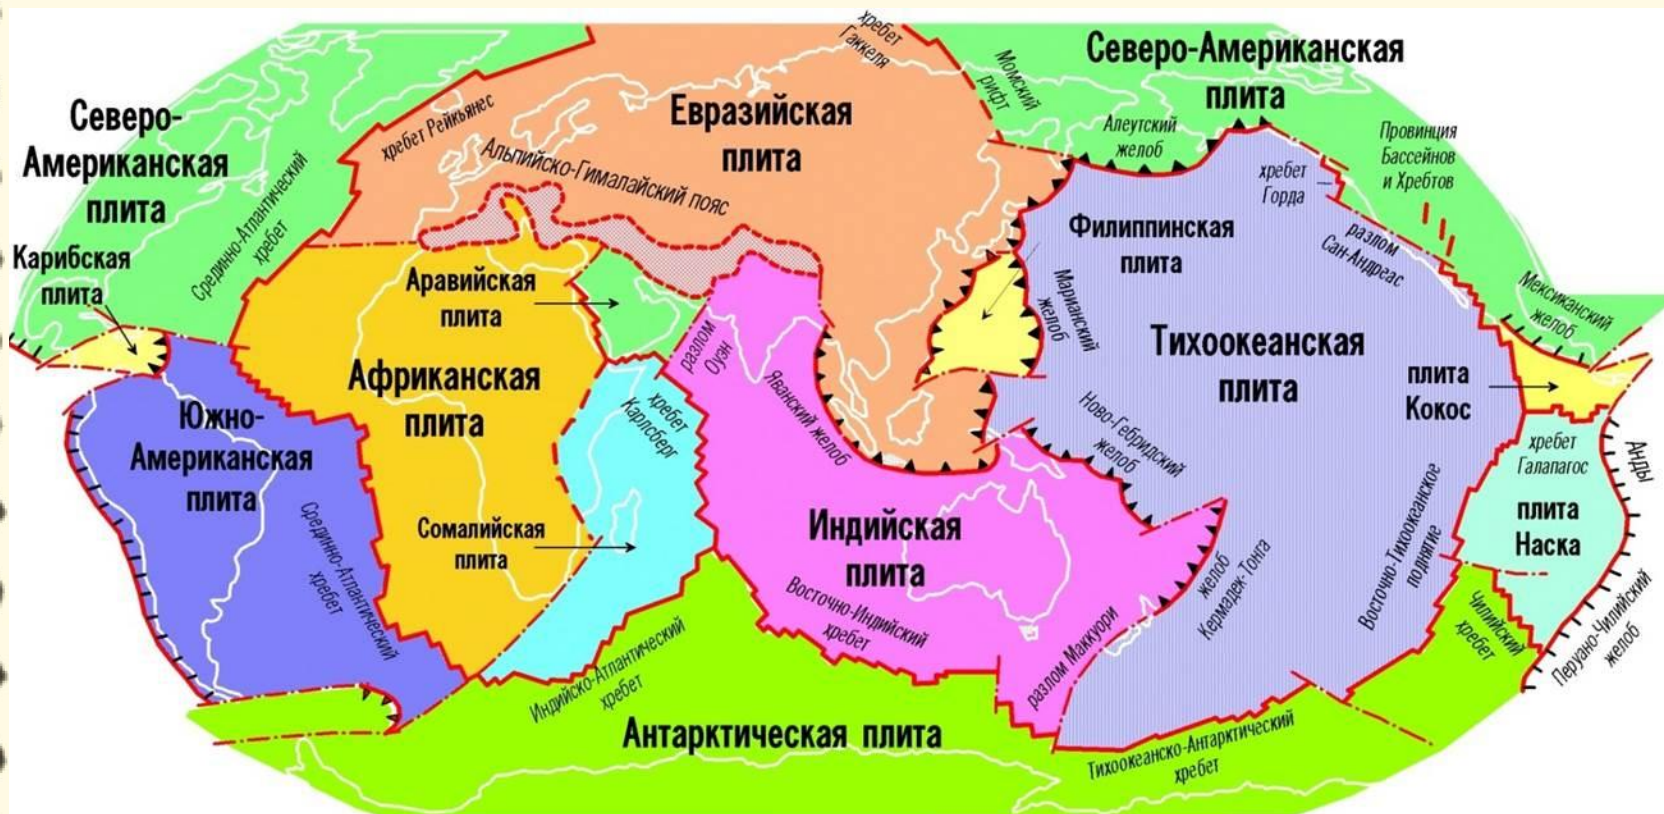 хребет
Гаккеля
Северо-Американская
плита
Момский
рифт
Евразийская
плита
хребет Рейкьянес
Северо-
Американская
плита
Алеутский
желоб
Провинция
Бассейнов
и Хребтов
Альпийско-Гималайский пояс
Срединно-Атлантический
хребет
хребет
Горда
Филиппинская
плита
разлом
Сан-Андреас
Карибская
плита
Аравийская
плита
Марианский
желоб
Мексиканский
желоб
разлом
Оуэн
Тихоокеанская
плита
Африканская
плита
плита
Кокос
Яванский желоб
хребет
Карлсберг
Ново-Гебридский
желоб
Южно-
Американская
плита
хребет
Галапагос
Анды
Срединно-Атлантический
хребет
Сомалийская
плита
Индийская
плита
Восточно-Тихоокеанское
поднятие
плита
Наска
желоб
Кермадек-Тонга
Восточно-Индийский
хребет
Чилийский
хребет
Перуано-Чилийский
желоб
разлом Маккуори
Индийско-Атлантический
хребет
Антарктическая плита
Тихоокеанско-Антарктический
хребет